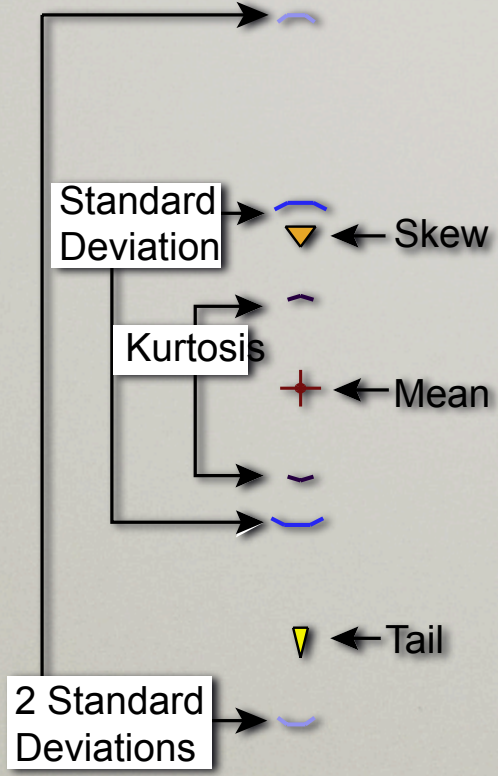 Standard
Deviation
Skew
Kurtosis
Mean
Tail
2 Standard
Deviations